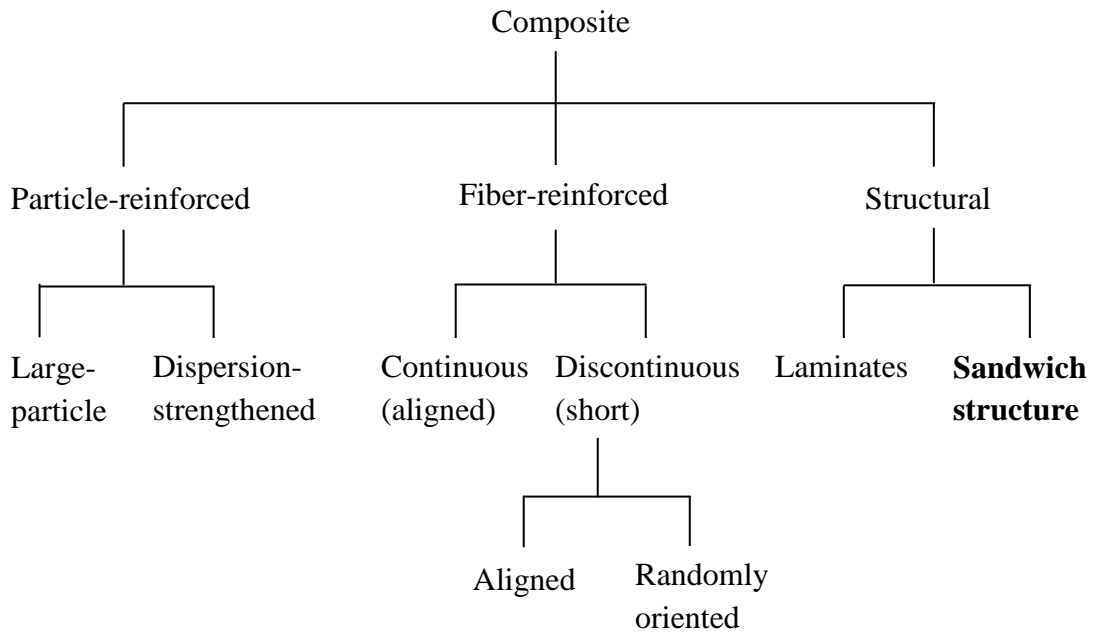 Composite
Particle-reinforced
Fiber-reinforced
Structural
Large-
particle
Dispersion-
strengthened
Continuous
(aligned)
Discontinuous
(short)
Laminates
Sandwich
structure
Aligned
Randomly
oriented